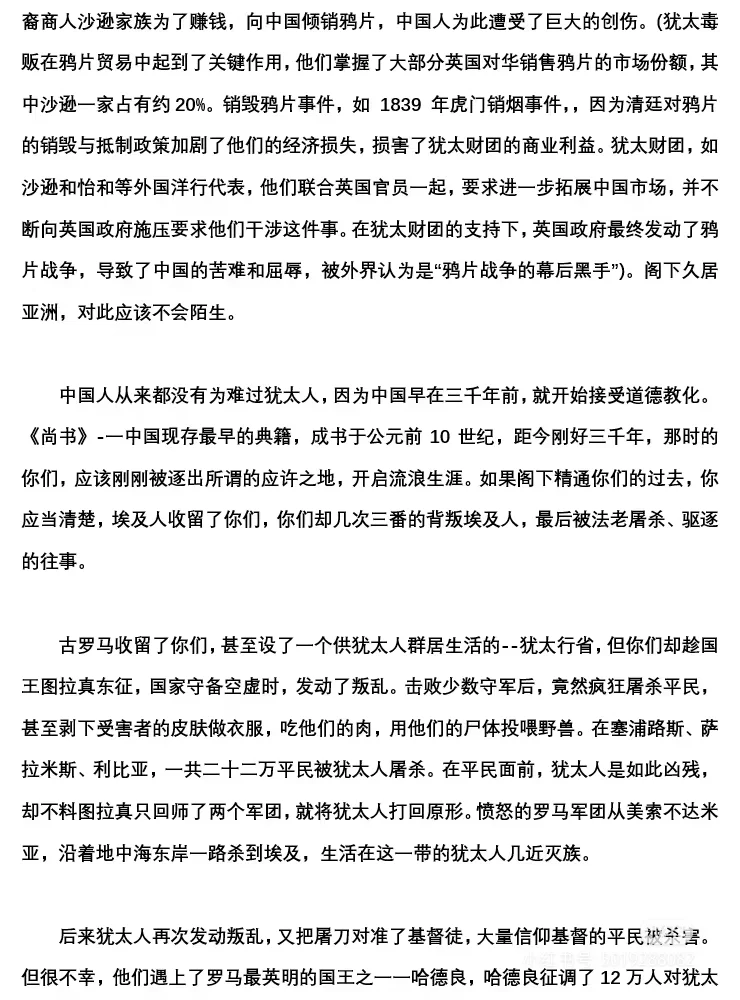 裔商人沙逊家族为了赚钱，向中国倾销鸦片，中国人为此遭受了巨大的创伤。(犹太毒
贩在鸦片贸易中起到了关键作用，他们掌握了大部分英国对华销售鸦片的市场份额，其
中沙逊一家占有约 20%。销毁鸦片事件，如 1839 年虎门销烟事件，，因为清廷对鸦片
的销毁与抵制政策加剧了他们的经济损失，损害了犹太财团的商业利益。犹太财团，如
沙逊和怡和等外国洋行代表，他们联合英国官员一起，要求进一步拓展中国市场，并不
断向英国政府施压要求他们干涉这件事。在犹太财团的支持下，英国政府最终发动了鸦
片战争，导致了中国的苦难和屈辱，被外界认为是“鸦片战争的幕后黑手”)。阁下久居
亚洲，对此应该不会陌生。
中国人从来都没有为难过犹太人，因为中国早在三千年前，就开始接受道德教化。
《尚书》-一中国现存最早的典籍，成书于公元前 10 世纪，距今刚好三千年，那时的
你们，应该刚刚被逐出所谓的应许之地，开启流浪生涯。如果阁下精通你们的过去，你
应当清楚，埃及人收留了你们，你们却几次三番的背叛埃及人，最后被法老屠杀、驱逐
的往事。
古罗马收留了你们，甚至设了一个供犹太人群居生活的--犹太行省，但你们却趁国
王图拉真东征，国家守备空虚时，发动了叛乱。击败少数守军后，竟然疯狂屠杀平民，
甚至剥下受害者的皮肤做衣服，吃他们的肉，用他们的尸体投喂野兽。在塞浦路斯、萨
拉米斯、利比亚，一共二十二万平民被犹太人屠杀。在平民面前，犹太人是如此凶残，
却不料图拉真只回师了两个军团，就将犹太人打回原形。愤怒的罗马军团从美索不达米
亚，沿着地中海东岸一路杀到埃及，生活在这一带的犹太人几近灭族。
后来犹太人再次发动叛乱，又把屠刀对准了基督徒，大量信仰基督的平民被杀害。
但很不幸，他们遇上了罗马最英明的国王之一一哈德良，哈德良征调了 12 万人对犹太